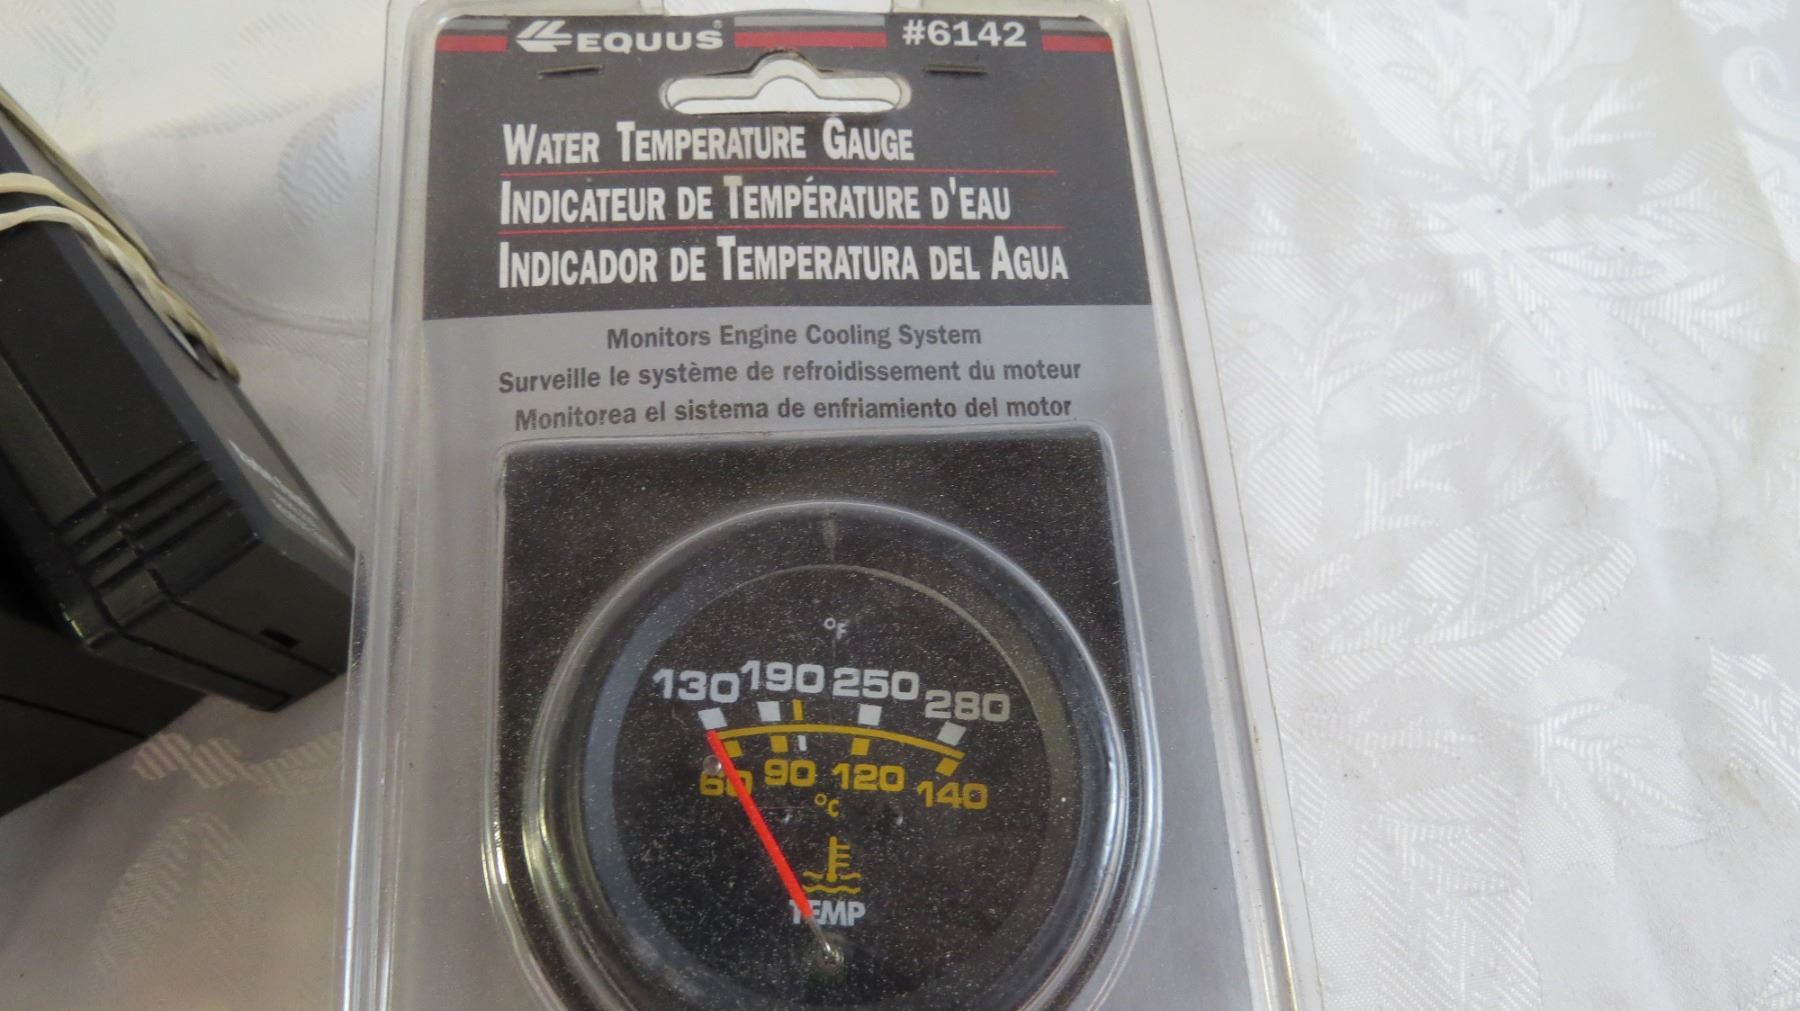 EQUUS #6142
WATER TEMPERATURE GAUGE
INDICATEUR DE TEMPÉRATURE D'EAU
INDICADOR DE TEMPERATURA DEL AGUA
Monitors Engine Cooling System
Surveille le système de refroidissement du moteur
Monitorea el sistema de enfriamiento del motor
°F
130 190 250 280
60 90 120 140
°C
TEMP